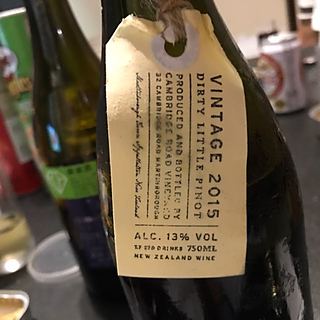 VINTAGE 2015
DIRTY LITTLE PINOT
PRODUCED AND BOTTLED BY
CAMBRIDGE ROAD VINEYARD
32 CAMBRIDGE ROAD MARTINBOROUGH
ALC. 13% VOL
750ML
NEW ZEALAND WINE